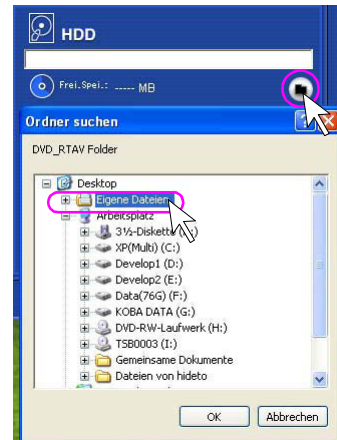 HDD
Frei.Spei.: ----- MB
Ordner suchen
DVD_RTAV Folder
Desktop
Eigene Dateien
Arbeitsplatz
3½-Diskette
XP(Multi) (C:)
Develop1 (D:)
Develop2 (E:)
Data(76G) (F:)
KOBA DATA (G:)
DVD-RW-Laufwerk (H:)
TSB0003 (I:)
Gemeinsame Dokumente
Dateien von hideto
OK Abbrechen